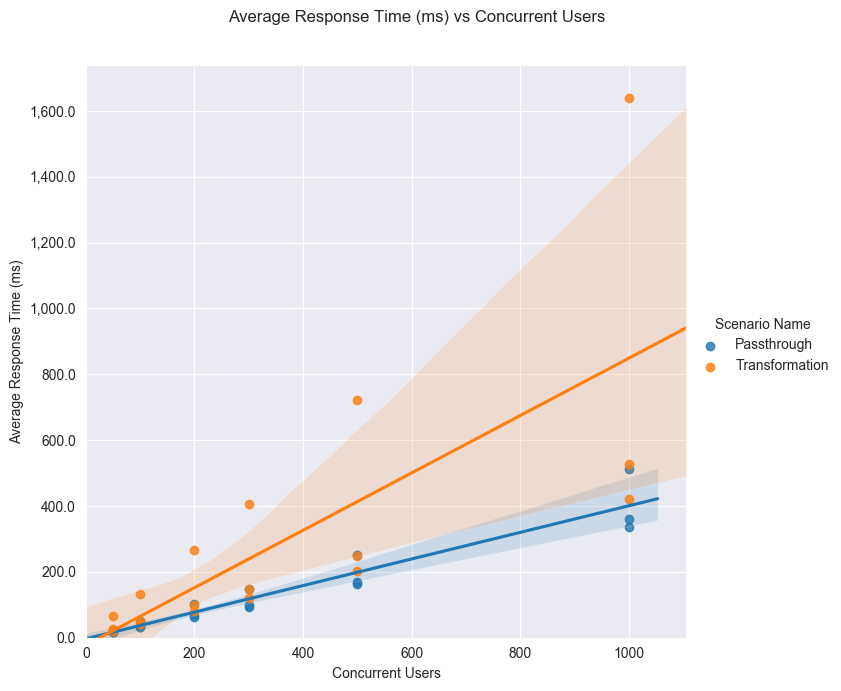 Average Response Time (ms) vs Concurrent Users
1,600.0
1,400.0
1,200.0
1,000.0
800.0
600.0
400.0
200.0
0.0
Average Response Time (ms)
0 200 400 600 800 1000
Concurrent Users
Scenario Name
Passthrough
Transformation